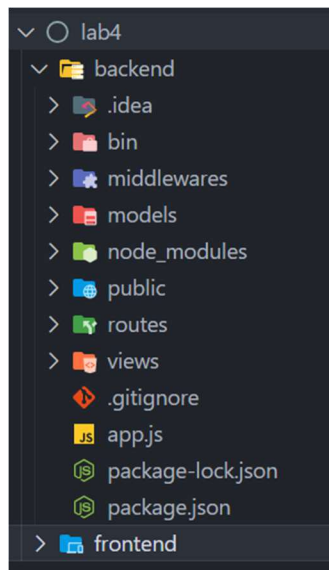 lab4
backend
.idea
bin
middlewares
models
node_modules
public
routes
views
.gitignore
JS app.js
package-lock.json
package.json
frontend